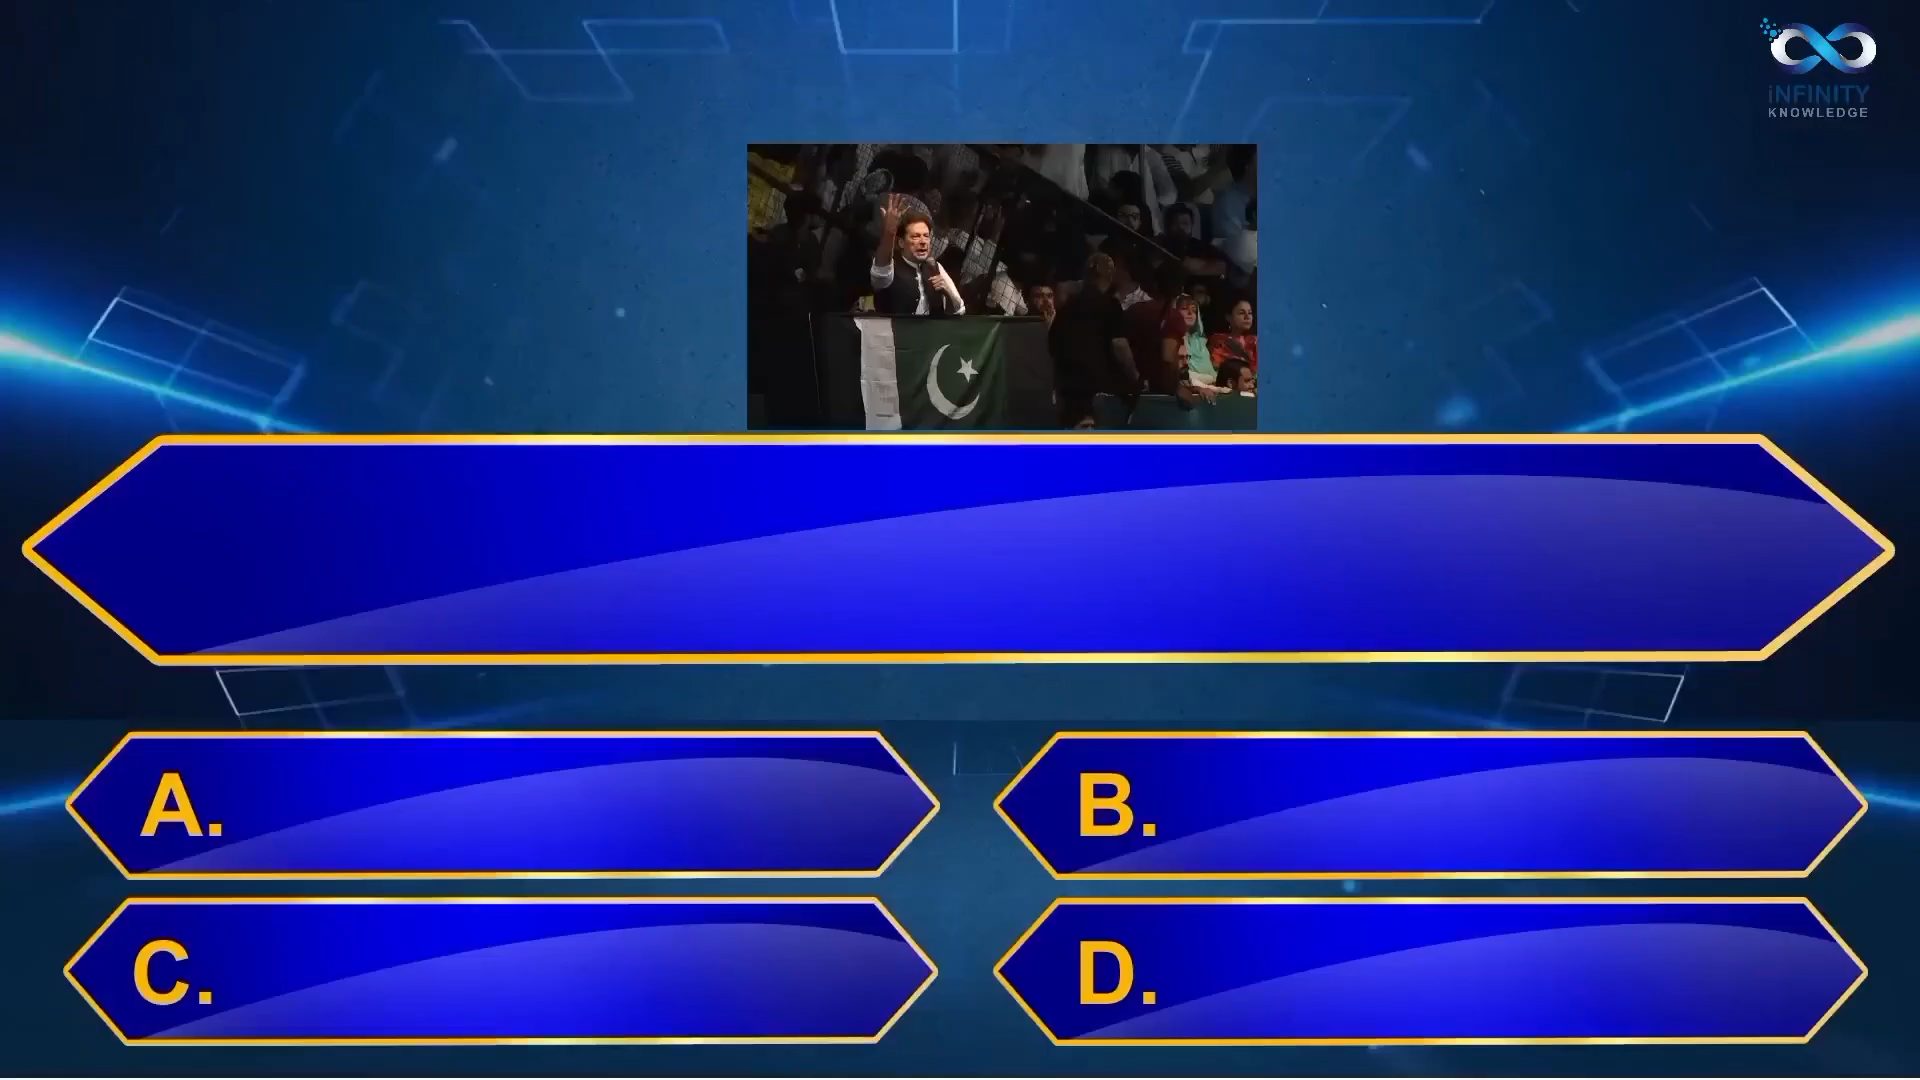 iNFINITY
KNOWLEDGE
A.
B.
C.
D.